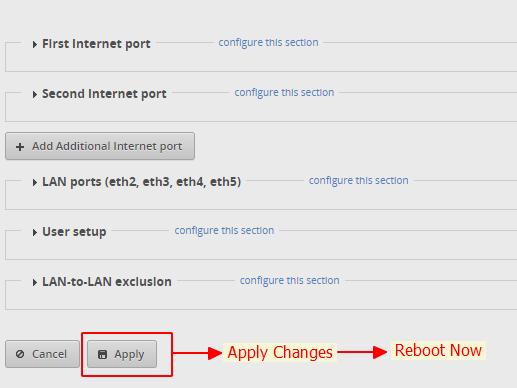 First Internet port configure this section
Second Internet port configure this section
Add Additional Internet port
LAN ports (eth2, eth3, eth4, eth5) configure this section
User setup configure this section
LAN-to-LAN exclusion configure this section
Cancel Apply Apply Changes Reboot Now